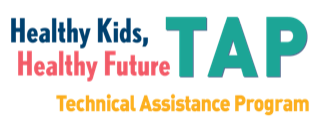 Healthy Kids,
Healthy Future TAP
Technical Assistance Program